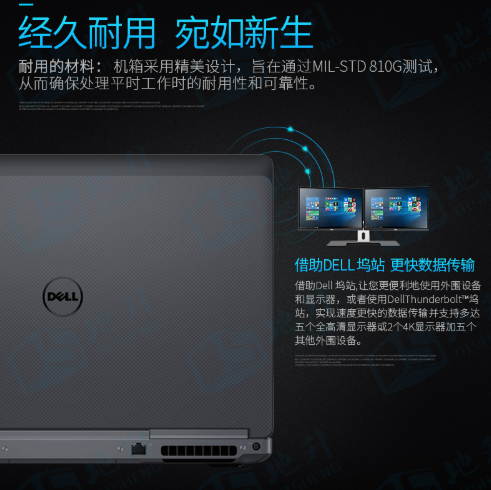 经久耐用 宛如新生
耐用的材料： 机箱采用精美设计，旨在通过MIL-STD 810G测试，
从而确保处理平时工作时的耐用性和可靠性。
DELL
借助DELL 坞站 更快数据传输
借助Dell 坞站,让您更便利地使用外围设备
和显示器，或者使用DellThunderbolt™坞
站，实现速度更快的数据传输并支持多达
五个全高清显示器或2个4K显示器加五个
其他外围设备。